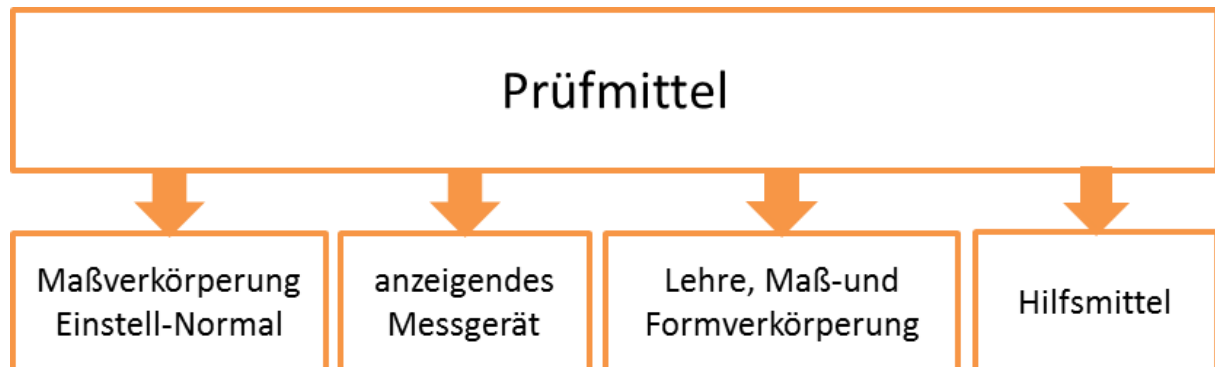 Prüfmittel
Maßverkörperung
Einstell-Normal
anzeigendes
Messgerät
Lehre, Maß-und
Formverkörperung
Hilfsmittel